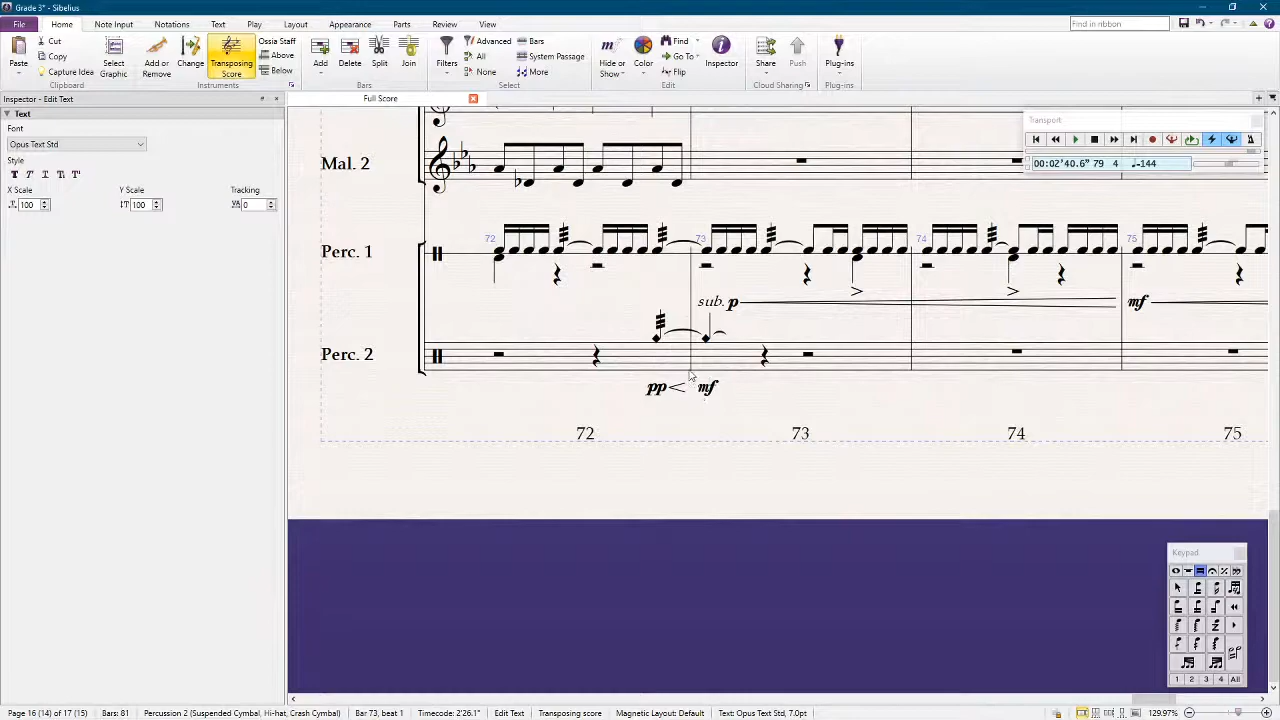 Grade 3* - Sibelius
File Home Note Input Notations Text Play Layout Appearance Parts Review View
Find in ribbon
Paste
Cut
Copy
Capture Idea
Select Graphic
Add or Remove
Change
Transposing Score
Ossia Staff
Above
Below
Instruments
Add
Delete
Split
Join
Bars
Filters
Advanced
All
None
Bars
System Passage
More
Select
Hide or Show
Color
Find
Go To
Flip
Inspector
Edit
Share
Push
Cloud Sharing
Plug-ins
Plug-ins
Inspector - Edit Text
Full Score
Text
Font
Opus Text Std
Style
X Scale
Y Scale
Tracking
100
100
0
Transport
00:02'40.6" 79 4 ♩=144
Mal. 2
72 73 74 75
Perc. 1
sub. p
mf
Perc. 2
pp mf
72 73 74 75
Keypad
1 2 3 4 All
Page 16 (14) of 17 (15) Bars: 81 Percussion 2 (Suspended Cymbal, Hi-hat, Crash Cymbal) Bar 73, beat 1 Timecode: 2'26.1" Edit Text Transposing score Magnetic Layout: Default Text: Opus Text Std, 7.0pt 129.97%